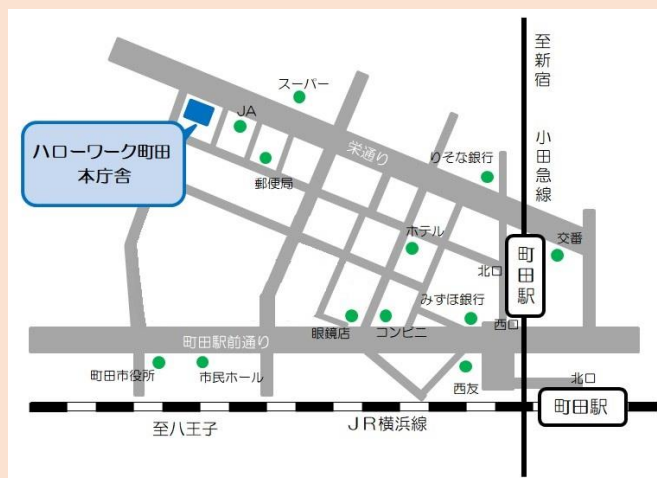 至新宿
小田急線
スーパー
JA
ハローワーク町田
本庁舎
栄通り
りそな銀行
郵便局
ホテル
交番
北口
町田駅
みずほ銀行
西口
眼鏡店
コンビニ
町田駅前通り
町田市役所
市民ホール
西友
北口
町田駅
至八王子
JR横浜線